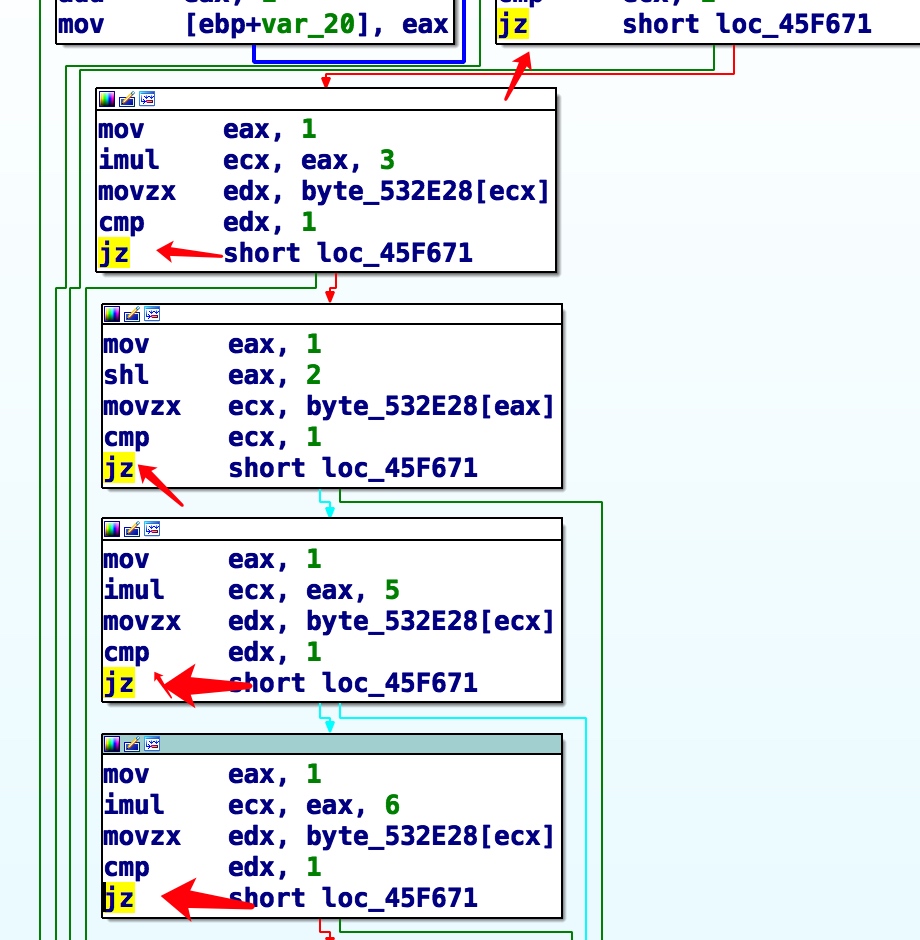 mov [ebp+var_20], eax
jz short loc_45F671
mov eax, 1
imul ecx, eax, 3
movzx edx, byte_532E28[ecx]
cmp edx, 1
jz short loc_45F671
mov eax, 1
shl eax, 2
movzx ecx, byte_532E28[eax]
cmp ecx, 1
jz short loc_45F671
mov eax, 1
imul ecx, eax, 5
movzx edx, byte_532E28[ecx]
cmp edx, 1
jz short loc_45F671
mov eax, 1
imul ecx, eax, 6
movzx edx, byte_532E28[ecx]
cmp edx, 1
jz short loc_45F671